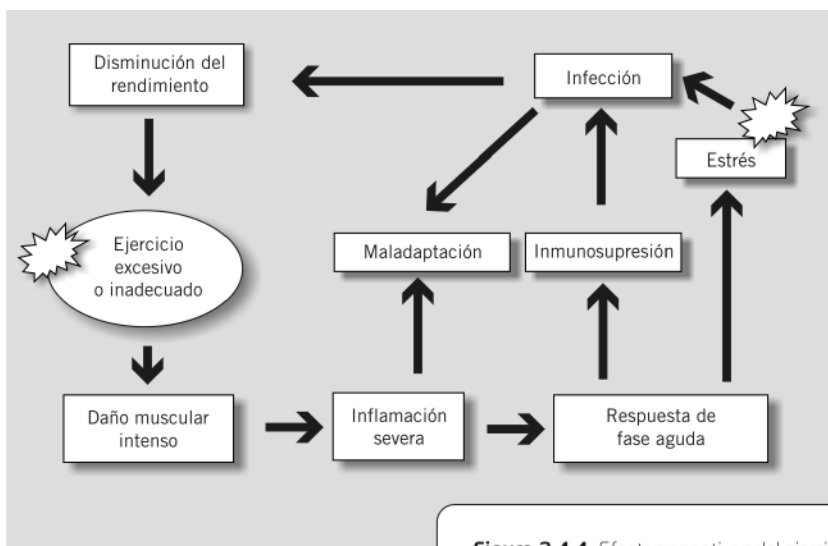 Disminución del
rendimiento
Infección
Estrés
Ejercicio
excesivo
o inadecuado
Maladaptación
Inmunosupresión
Daño muscular
intenso
Inflamación
severa
Respuesta de
fase aguda